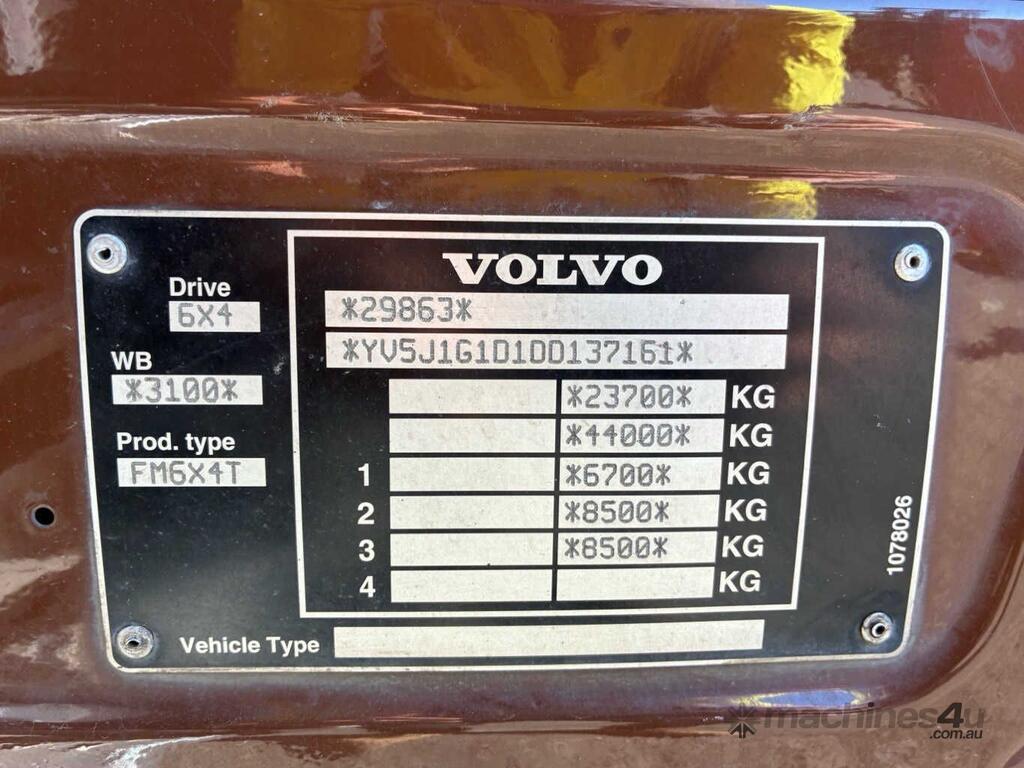 VOLVO
Drive
6X4
*29863*
*YV5J1G1D1DD137161*
WB
*3100*
*23700* KG
*44000* KG
Prod. type
FM6X4T
1 *6700* KG
2 *8500* KG
3 *8500* KG
4 KG
1078026
Vehicle Type
machines4u
.com.au